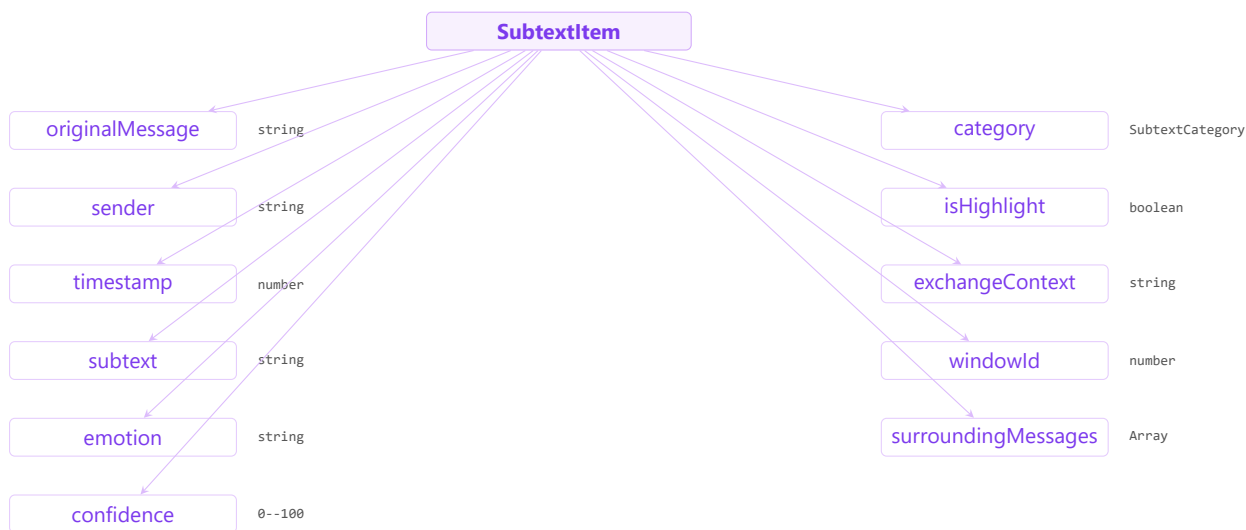 SubtextItem
originalMessage string
category SubtextCategory
sender string
isHighlight boolean
timestamp number
exchangeContext string
subtext string
windowId number
emotion string
surroundingMessages Array
confidence 0--100